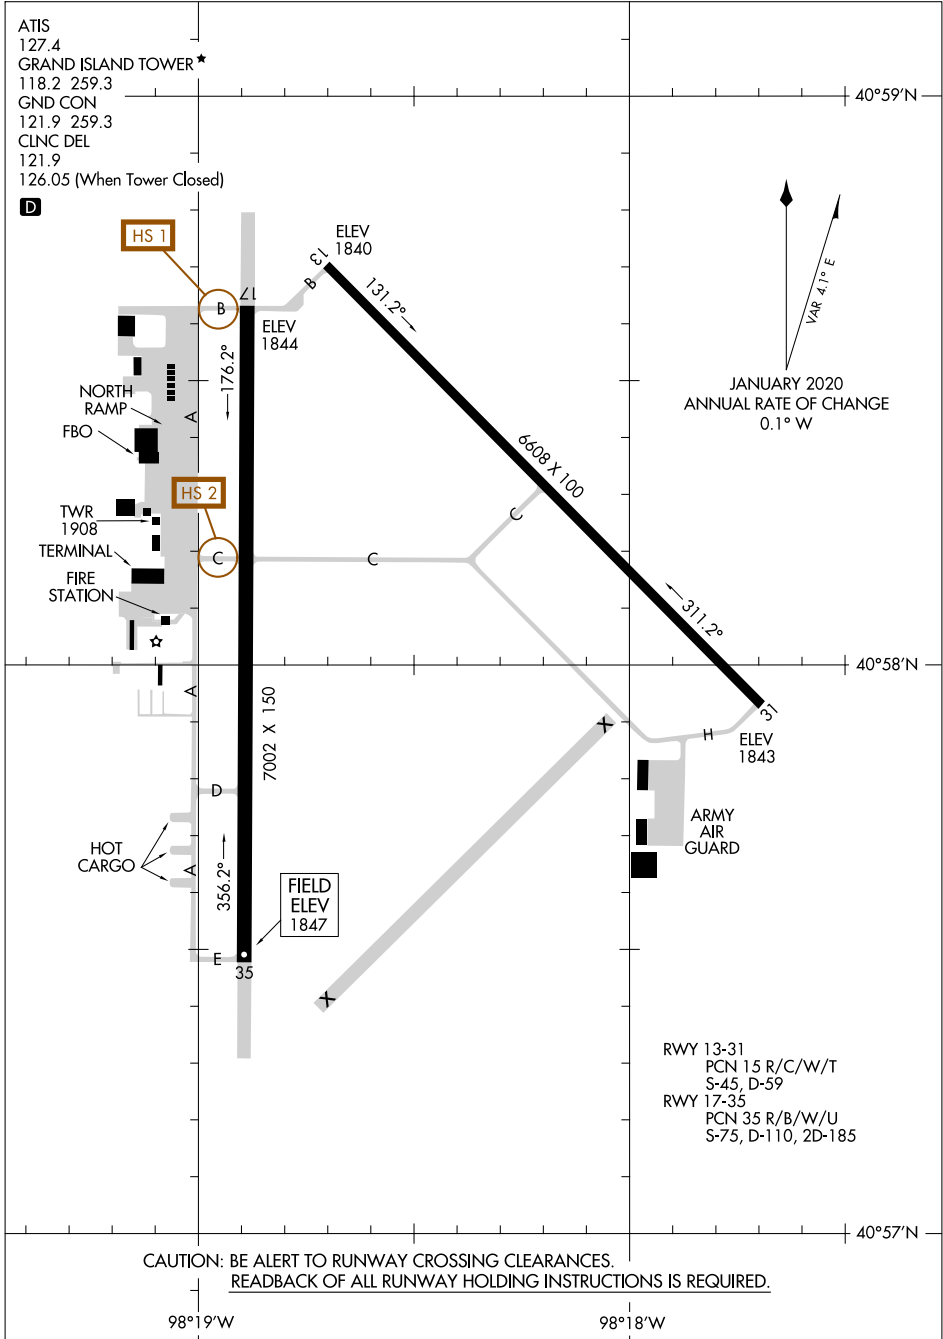 ATIS
127.4
GRAND ISLAND TOWER
118.2 259.3
GND CON
121.9 259.3
CLNC DEL
121.9
126.05 (When Tower Closed)
D
40°59'N
HS 1
ELEV
1840
13
B
B
17
ELEV
1844
131.2°
VAR 4.1° E
JANUARY 2020
ANNUAL RATE OF CHANGE
0.1° W
176.2°
NORTH
RAMP
A
FBO
6608 X 100
HS 2
TWR
1908
C
TERMINAL
C
C
FIRE
STATION
311.2°
40°58'N
A
7002 X 150
31
X
H
ELEV
1843
D
HOT
CARGO
A
356.2°
ARMY
AIR
GUARD
FIELD
ELEV
1847
E
35
X
RWY 13-31
PCN 15 R/C/W/T
S-45, D-59
RWY 17-35
PCN 35 R/B/W/U
S-75, D-110, 2D-185
40°57'N
CAUTION: BE ALERT TO RUNWAY CROSSING CLEARANCES.
READBACK OF ALL RUNWAY HOLDING INSTRUCTIONS IS REQUIRED.
98°19'W
98°18'W